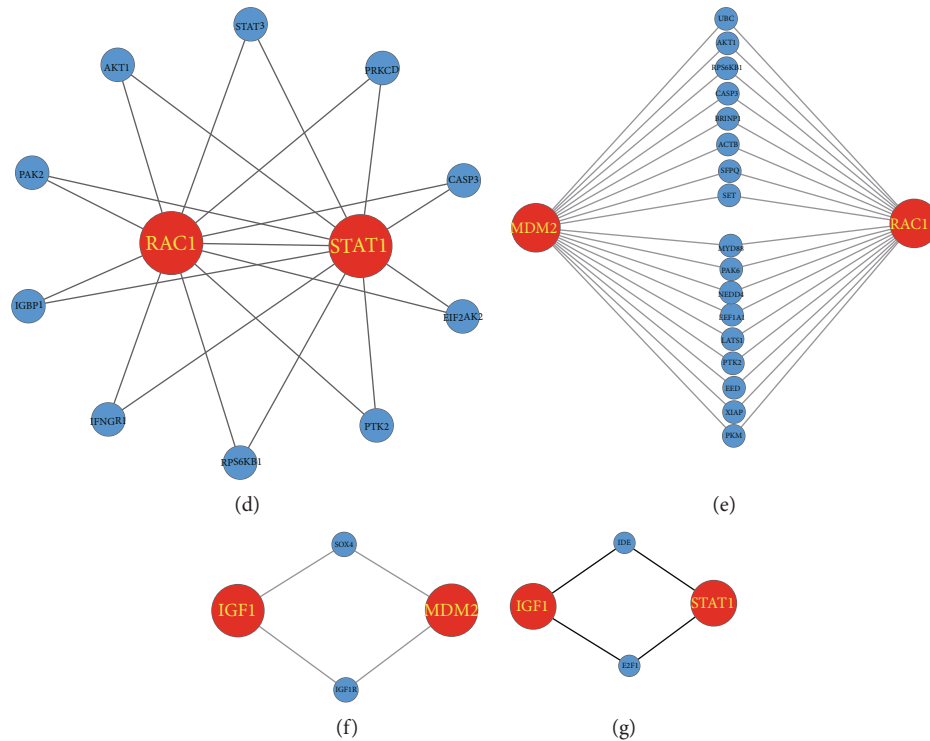 STAT3
AKT1
PRKCD
PAK2
CASP3
RAC1
STAT1
IGBP1
EIF2AK2
IFNGR1
PTK2
RPS6KB1
(d)
UBC
AKT1
RPS6KB1
CASP3
BRINP1
ACTB
SFPQ
SET
MDM2
RAC1
MYD88
PAK6
NEDD4
EEF1A1
LATS1
PTK2
EED
XIAP
PKM
(e)
SOX4
IGF1
MDM2
IGF1R
(f)
IDE
IGF1
STAT1
E2F1
(g)